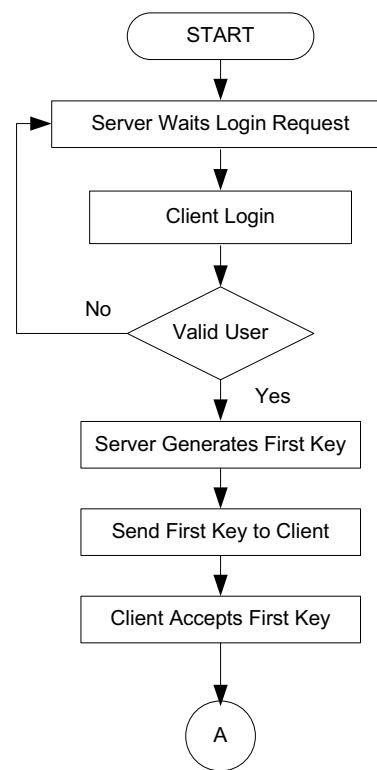 START
Server Waits Login Request
Client Login
Valid User
No
Yes
Server Generates First Key
Send First Key to Client
Client Accepts First Key
A